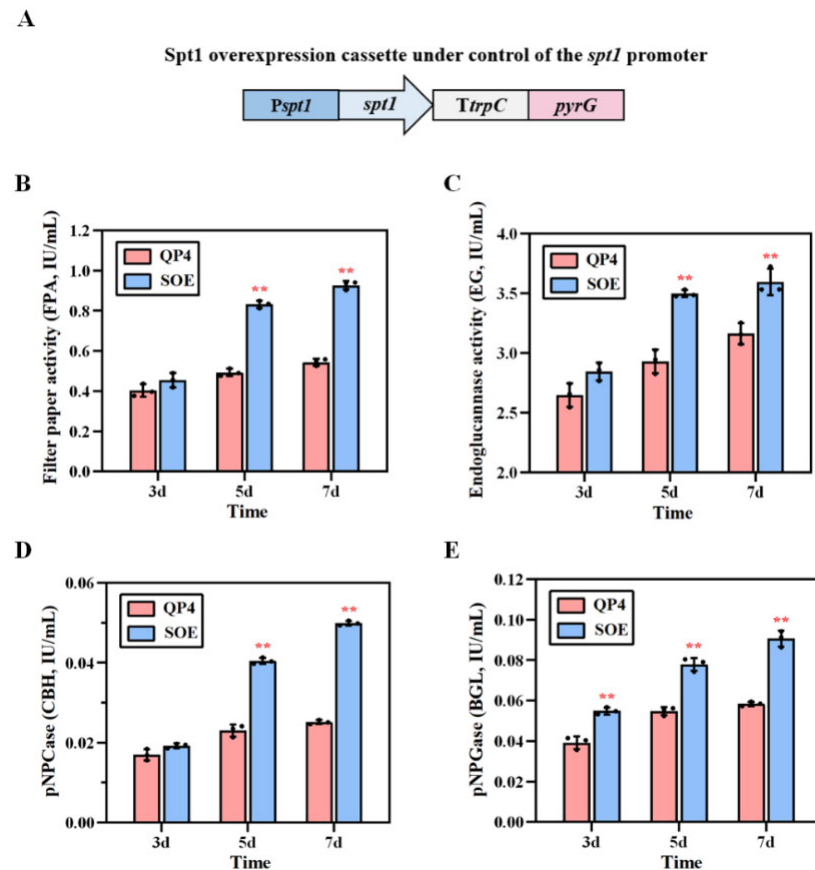 A
Spt1 overexpression cassette under control of the spt1 promoter
Pspt1 spt1 TtrpC pyrG
B
Filter paper activity (FPA, IU/mL)
1.2
1.0
0.8
0.6
0.4
0.2
0.0
QP4
SOE
**
**
3d 5d 7d
Time
C
Endoglucannase activity (EG, IU/mL)
4.0
3.5
3.0
2.5
2.0
QP4
SOE
**
**
3d 5d 7d
Time
D
pNPCase (CBH, IU/mL)
0.06
0.04
0.02
0.00
QP4
SOE
**
**
3d 5d 7d
Time
E
pNPGase (BGL, IU/mL)
0.12
0.10
0.08
0.06
0.04
0.02
0.00
QP4
SOE
**
**
**
3d 5d 7d
Time